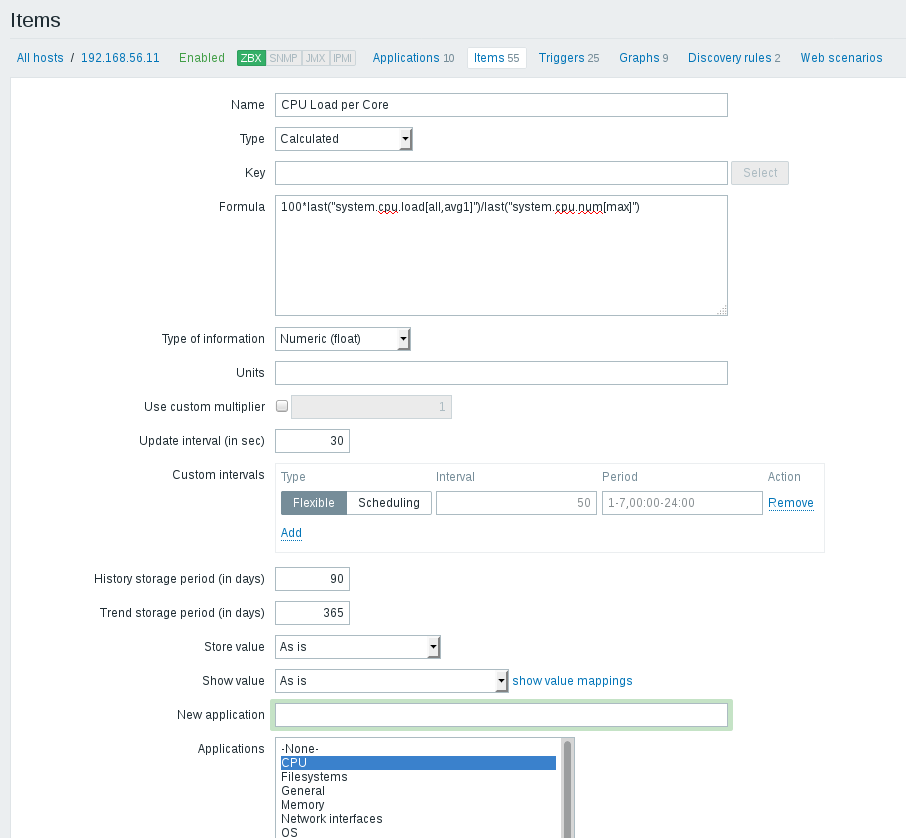 Items
All hosts / 192.168.56.11 Enabled ZBX SNMP JMX IPMI Applications 10 Items 55 Triggers 25 Graphs 9 Discovery rules 2 Web scenarios
Name CPU Load per Core
Type Calculated
Key Select
Formula 100*last("system.cpu.load[all,avg1]")/last("system.cpu.num[max]")
Type of information Numeric (float)
Units
Use custom multiplier 1
Update interval (in sec) 30
Custom intervals Type Interval Period Action
Flexible Scheduling 50 1-7,00:00-24:00 Remove
Add
History storage period (in days) 90
Trend storage period (in days) 365
Store value As is
Show value As is show value mappings
New application
Applications -None-
CPU
Filesystems
General
Memory
Network interfaces
OS